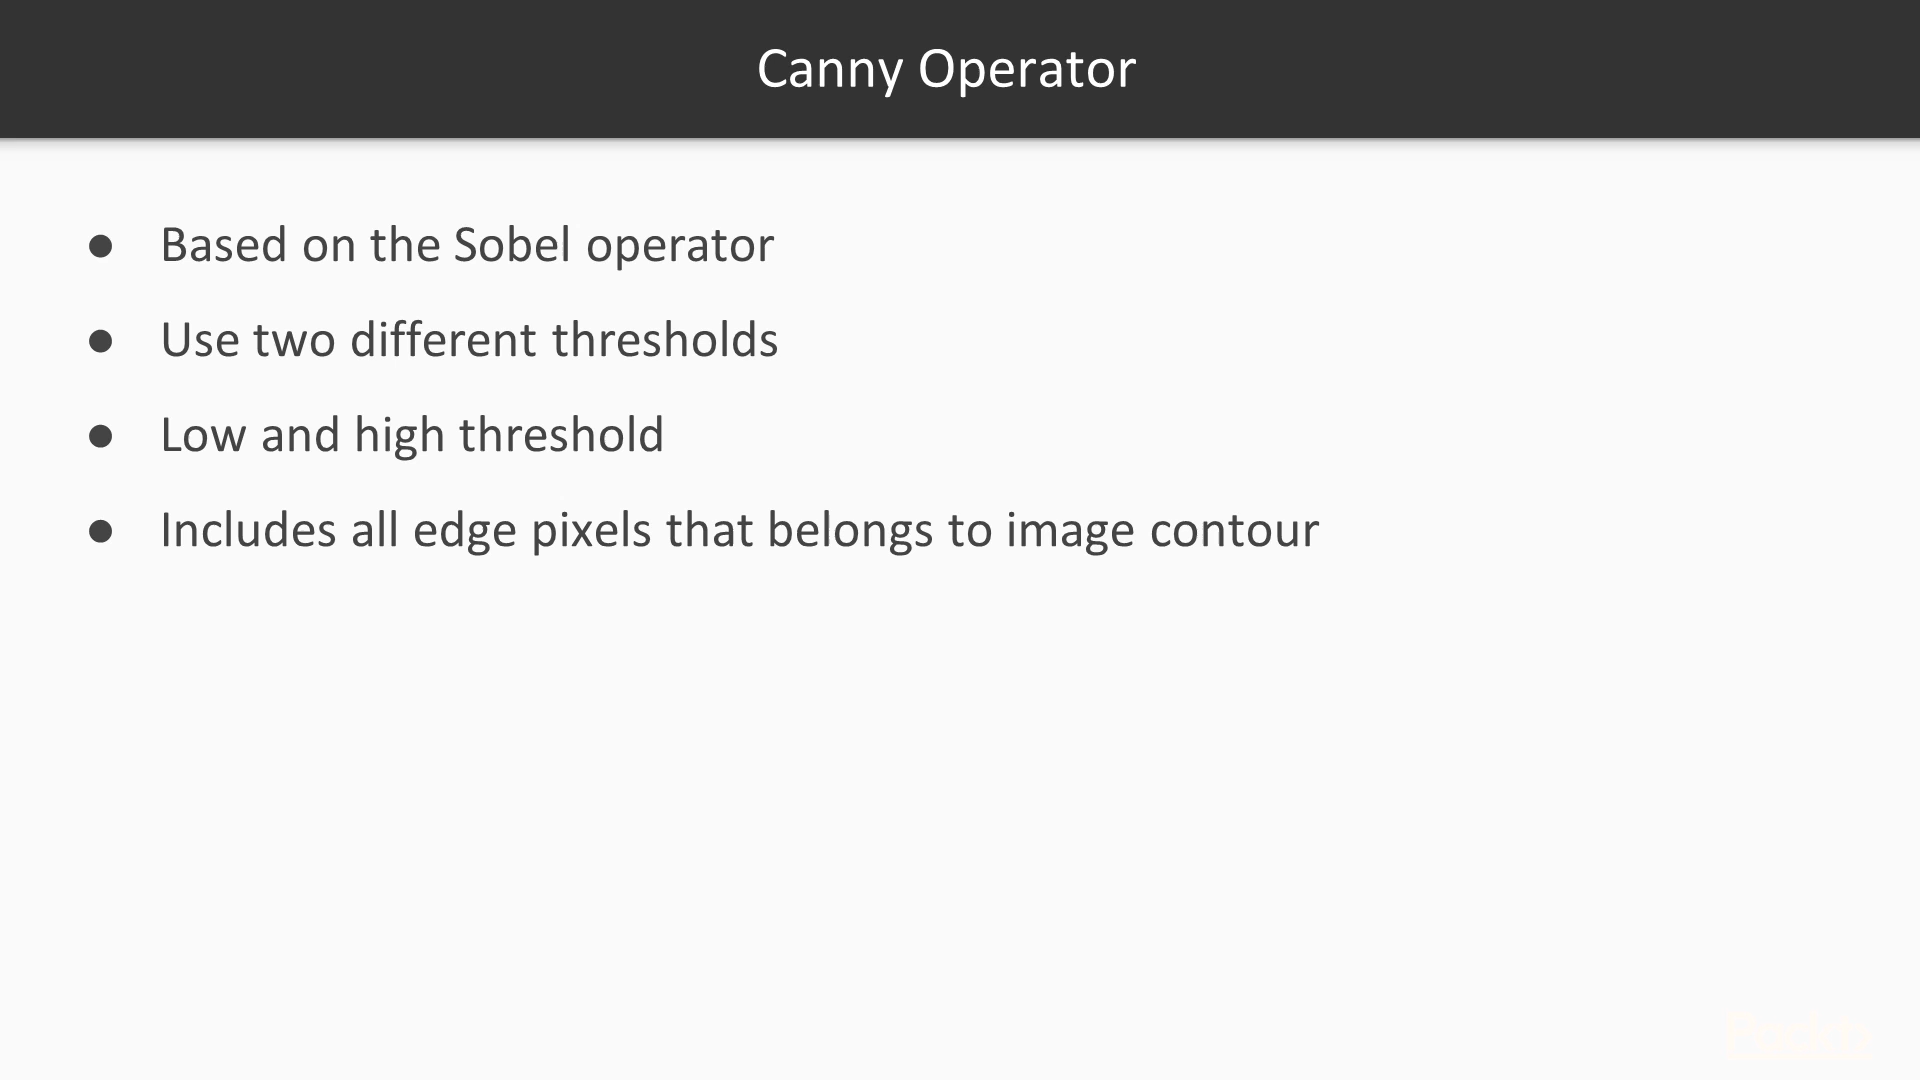 Canny Operator
● Based on the Sobel operator
● Use two different thresholds
● Low and high threshold
● Includes all edge pixels that belongs to image contour
Packt>